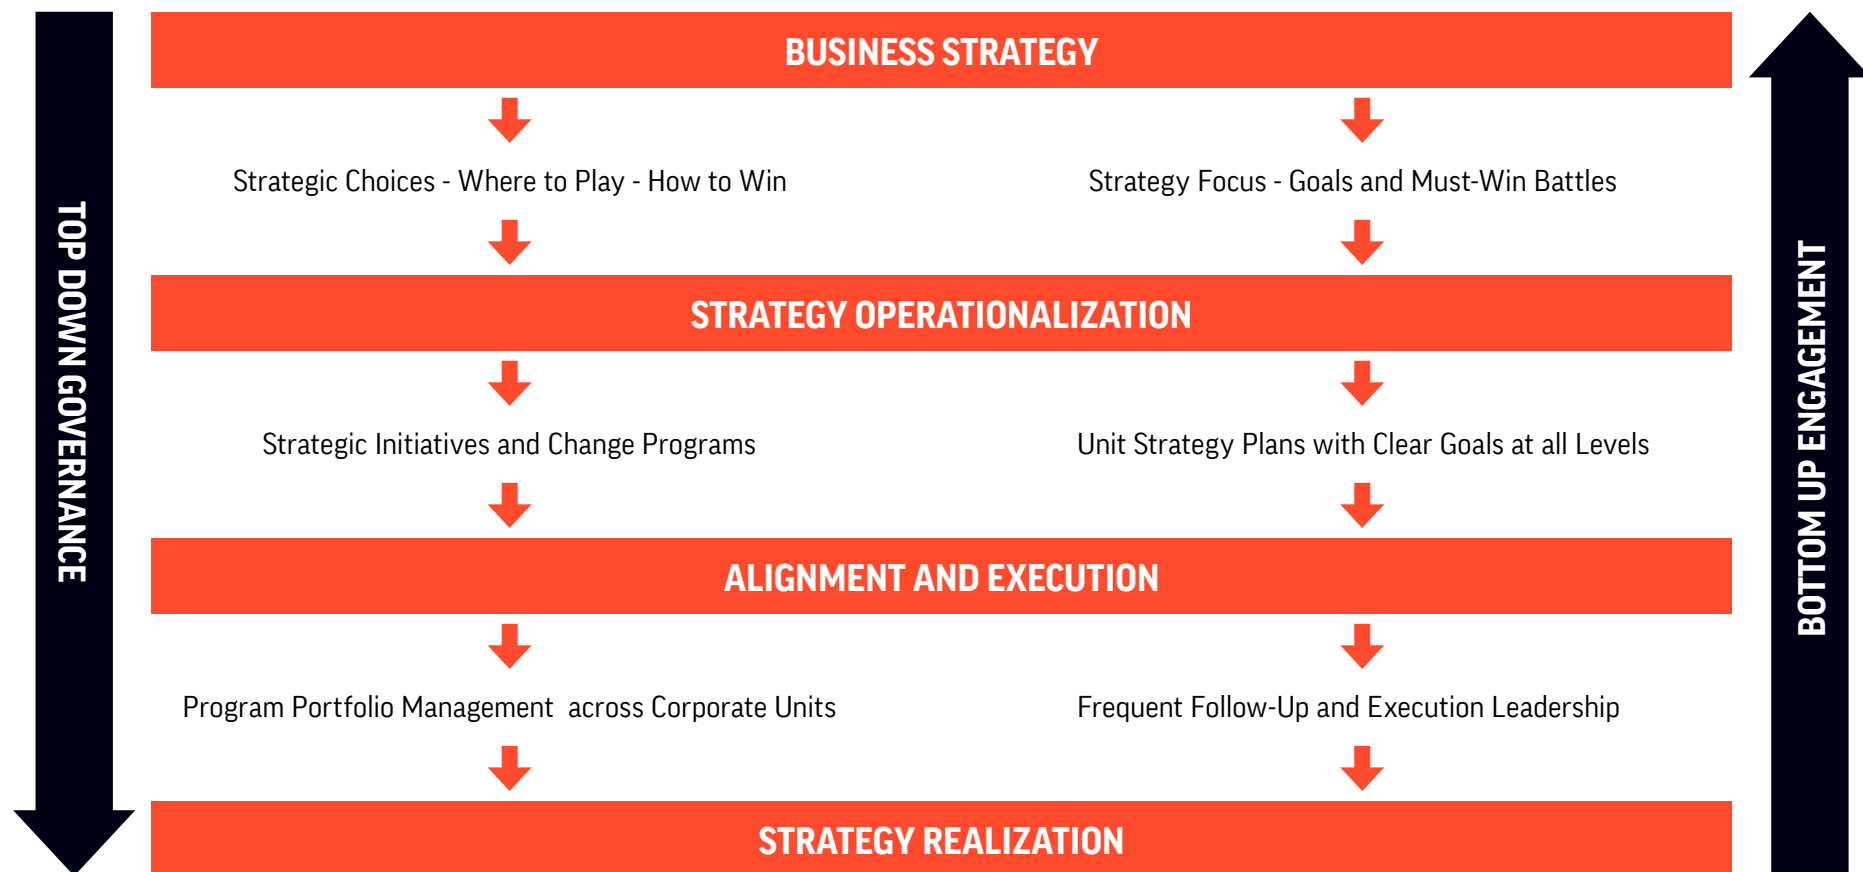 BUSINESS STRATEGY
Strategic Choices - Where to Play - How to Win
Strategy Focus - Goals and Must-Win Battles
STRATEGY OPERATIONALIZATION
Strategic Initiatives and Change Programs
Unit Strategy Plans with Clear Goals at all Levels
ALIGNMENT AND EXECUTION
Program Portfolio Management  across Corporate Units
Frequent Follow-Up and Execution Leadership
STRATEGY REALIZATION
TOP DOWN GOVERNANCE
BOTTOM UP ENGAGEMENT